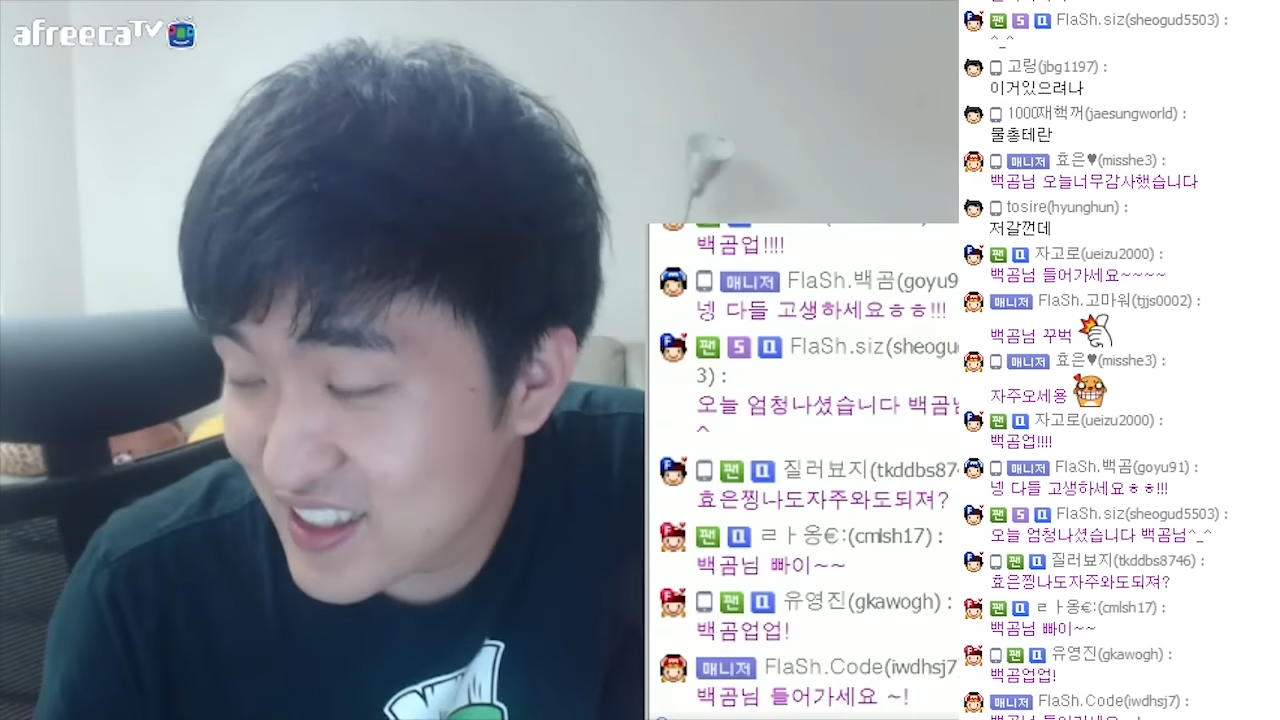 afreecaTV
백곰업!!!!
매니저 FlaSh.백곰(goyu9
넹 다들 고생하세요ㅎㅎ!!!
팬 S Q FlaSh.siz(sheogu
3) :
오늘 엄청나셨습니다 백곰님
^
팬 Q 질러뵤지(tkddbs874
효은찡나도자주와도되져?
팬 Q ㄹㅏ옹€:(cmlsh17) :
백곰님 빠이~~
팬 Q 유영진(gkawogh) :
백곰업업!
매니저 FlaSh.Code(iwdhsj7
백곰님 들어가세요 ~!
팬 S Q FlaSh.siz(sheogud5503) :
^_^
고렁(jbg1197) :
이거있으려나
1000재핵꺼(jaesungworld) :
물총테란
매니저 효은♥(misshe3) :
백곰님 오늘너무감사했습니다
tosire(hyunghun) :
저갈껀데
팬 Q 자고로(ueizu2000) :
백곰님 들어가세요~~~~
매니저 FlaSh.고마워(tjjs0002) :
백곰님 꾸벅
매니저 효은♥(misshe3) :
자주오세용
팬 Q 자고로(ueizu2000) :
백곰업!!!!
매니저 FlaSh.백곰(goyu91) :
넹 다들 고생하세요ㅎㅎ!!!
팬 S Q FlaSh.siz(sheogud5503) :
오늘 엄청나셨습니다 백곰님^_^
팬 Q 질러뵤지(tkddbs8746) :
효은찡나도자주와도되져?
팬 Q ㄹㅏ옹€:(cmlsh17) :
백곰님 빠이~~
팬 Q 유영진(gkawogh) :
백곰업업!
매니저 FlaSh.Code(iwdhsj7) :